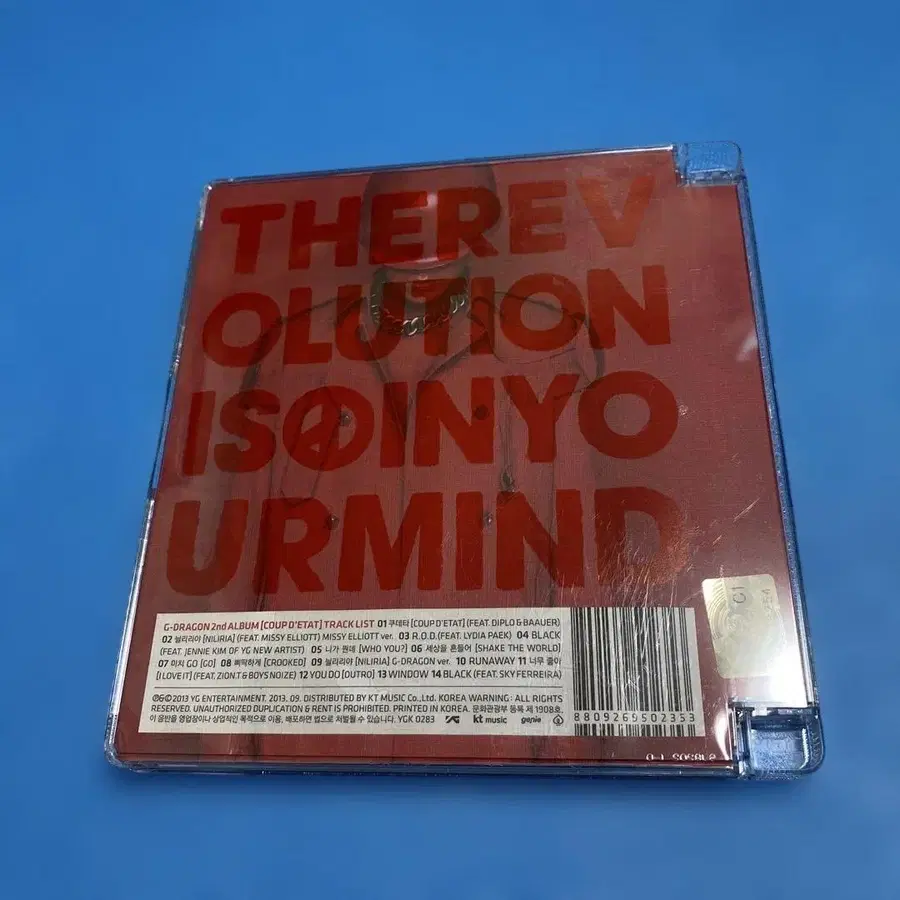 THEREV
OLUTION
IS☮INYO
URMIND
G-DRAGON 2nd ALBUM [COUP D'ETAT] TRACK LIST 01 쿠데타 [COUP D'ETAT] (FEAT. DIPLO & BAAUER)
02 늴리리야 [NILIRIA] (FEAT. MISSY ELLIOTT) MISSY ELLIOTT ver. 03 R.O.D. (FEAT. LYDIA PAEK) 04 BLACK
(FEAT. JENNIE KIM OF YG NEW ARTIST) 05 니가 뭔데 [WHO YOU?] 06 세상을 흔들어 [SHAKE THE WORLD]
07 미치 GO [GO] 08 삐딱하게 [CROOKED] 09 늴리리야 [NILIRIA] G-DRAGON ver. 10 RUNAWAY 11 너무 좋아
[I LOVE IT] (FEAT. ZION.T & BOYS NOIZE) 12 YOU DO [OUTRO] 13 WINDOW 14 BLACK (FEAT. SKY FERREIRA)
℗&© 2013 YG ENTERTAINMENT. 2013. 09. DISTRIBUTED BY KT MUSIC Co.,Ltd. KOREA WARNING : ALL RIGHTS
RESERVED. UNAUTHORIZED DUPLICATION & RENT IS PROHIBITED. PRINTED IN KOREA. 문화관광부 등록 제 1908호.
이 음반을 영업장이나 상업적인 목적으로 이용, 배포하면 법으로 처벌될 수 있습니다. YGK 0283
YG kt music genie
8809269502353
C1